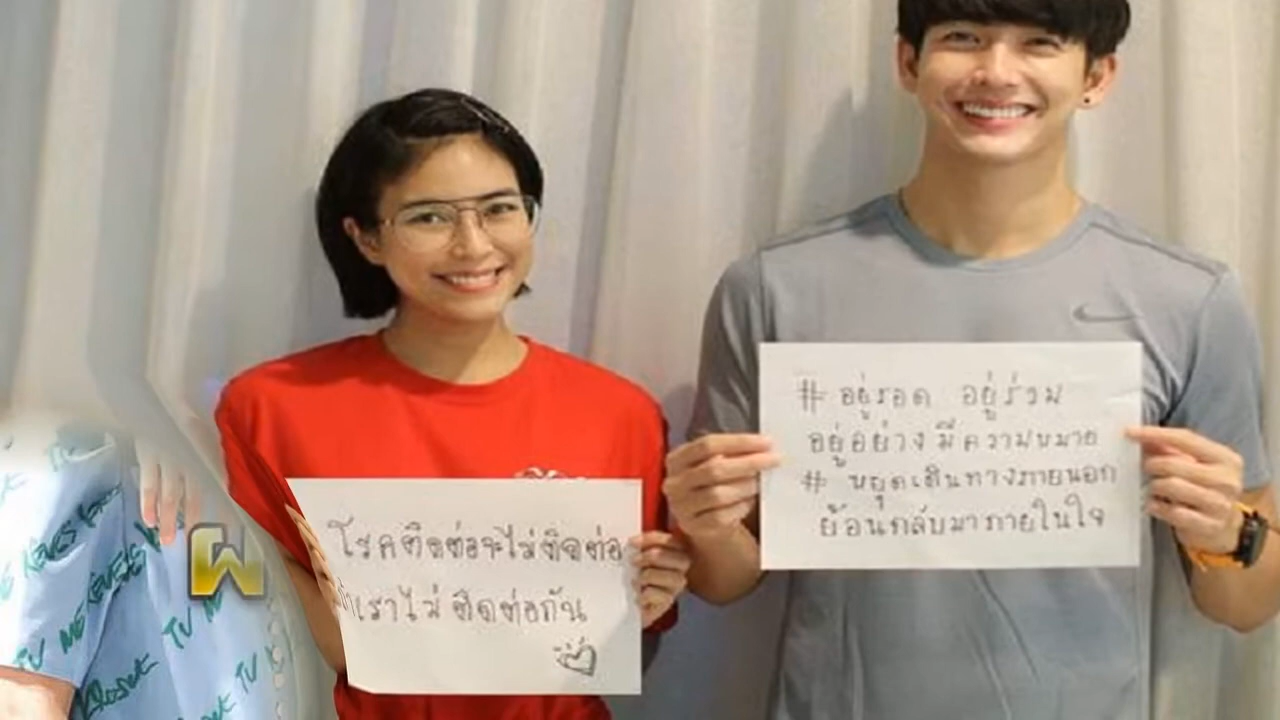 โรคติดต่อจะไม่ติดต่อ
ถ้าเราไม่ติดต่อกัน
# อยู่รอด อยู่ร่วม
อยู่อย่างมีความหมาย
# หยุดเดินทางภายนอก
ย้อนกลับมาภายในใจ